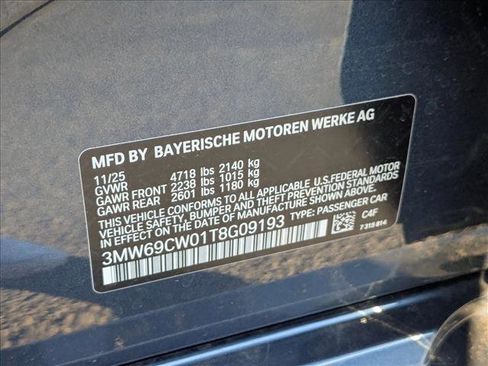 MFD BY BAYERISCHE MOTOREN WERKE AG
11/25
GVWR 4718 lbs 2140 kg
GAWR FRONT 2238 lbs 1015 kg
GAWR REAR 2601 lbs 1180 kg
THIS VEHICLE CONFORMS TO ALL APPLICABLE U.S.FEDERAL MOTOR
VEHICLE SAFETY, BUMPER AND THEFT PREVENTION STANDARDS IN
EFFECT ON THE DATE OF MANUFACTURE SHOWN ABOVE.
3MW69CW01T8G09193 TYPE: PASSENGER CAR
C4F
7 315 814